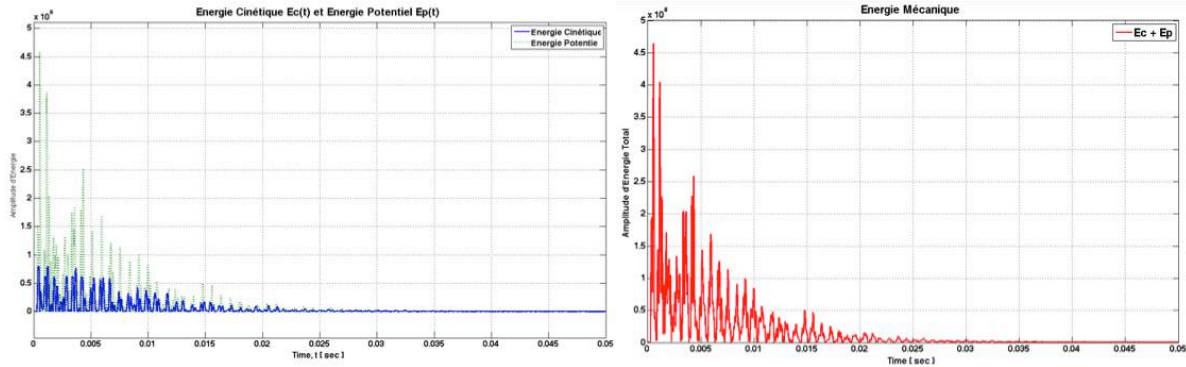 Energie Cinétique Ec(t) et Energie Potentiel Ep(t)
5 x 10
4.5
4
3.5
3
2.5
2
1.5
1
0.5
0
Amplitude d'Energie
Energie Cinétique
Energie Potentie
0 0.005 0.01 0.015 0.02 0.025 0.03 0.035 0.04 0.045 0.05
Time, t [ sec ]
Energie Mécanique
5 x 10
4.5
4
3.5
3
2.5
2
1.5
1
0.5
0
Amplitude d'Energie Total
Ec + Ep
0 0.005 0.01 0.015 0.02 0.025 0.03 0.035 0.04 0.045 0.05
Time [ sec ]